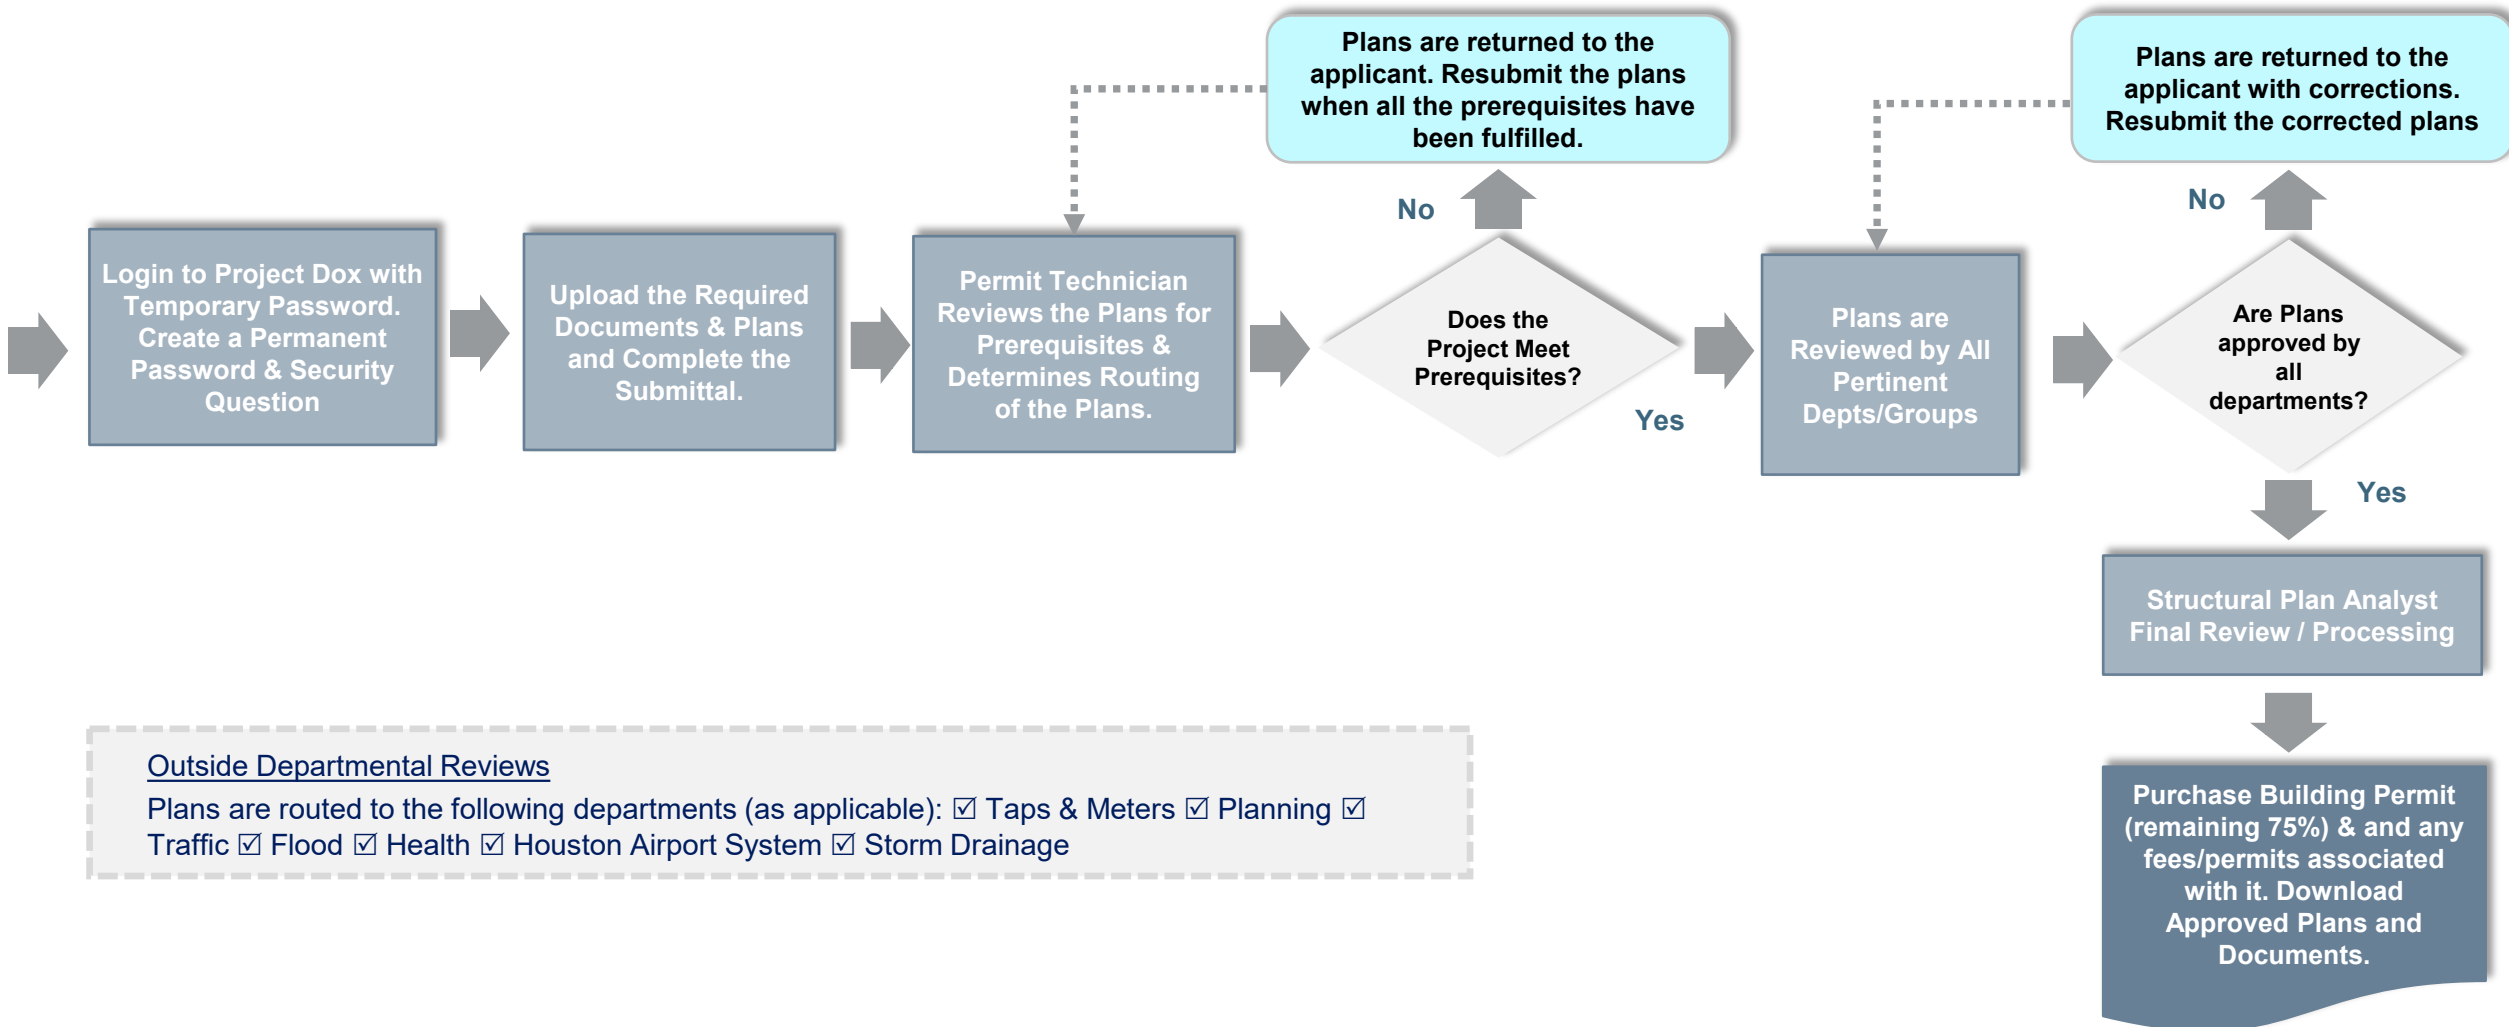 Plans are returned to the
applicant. Resubmit the plans
when all the prerequisites have
been fulfilled.
Plans are returned to the
applicant with corrections.
Resubmit the corrected plans
No
No
Login to Project Dox with
Temporary Password.
Create a Permanent
Password & Security
Question
Upload the Required
Documents & Plans
and Complete the
Submittal.
Permit Technician
Reviews the Plans for
Prerequisites &
Determines Routing
of the Plans.
Does the
Project Meet
Prerequisites?
Yes
Plans are
Reviewed by All
Pertinent
Depts/Groups
Are Plans
approved by
all
departments?
Yes
Structural Plan Analyst
Final Review / Processing
Purchase Building Permit
(remaining 75%) & and any
fees/permits associated
with it. Download
Approved Plans and
Documents.
Outside Departmental Reviews
Plans are routed to the following departments (as applicable): ☑ Taps & Meters ☑ Planning ☑
Traffic ☑ Flood ☑ Health ☑ Houston Airport System ☑ Storm Drainage